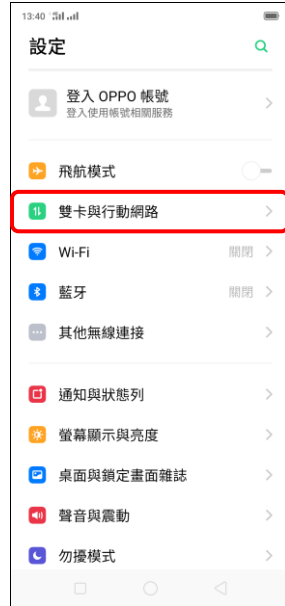 13:40
設定
登入 OPPO 帳號
登入使用帳號相關服務
飛航模式
雙卡與行動網路
Wi-Fi 關閉
藍牙 關閉
其他無線連接
通知與狀態列
螢幕顯示與亮度
桌面與鎖定畫面雜誌
聲音與震動
勿擾模式